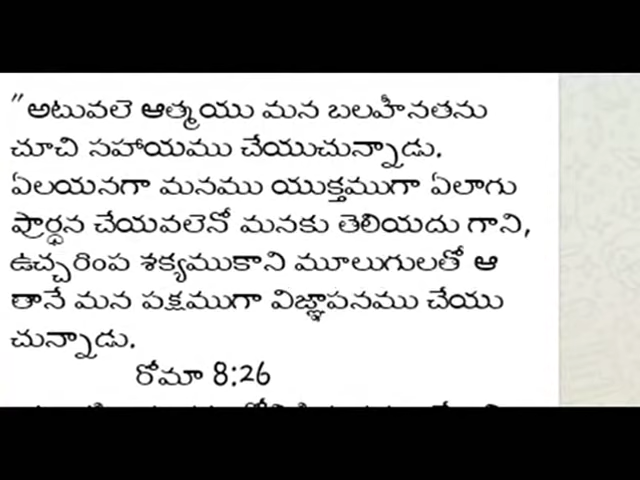 "అటువలె ఆత్మయు మన బలహీనతను
చూచి సహాయము చేయుచున్నాడు.
ఏలయనగా మనము యుక్తముగా ఏలాగు
ప్రార్థన చేయవలెనో మనకు తెలియదు గాని,
ఉచ్చరింప శక్యముకాని మూలుగులతో ఆ
తానే మన పక్షముగా విజ్ఞాపనము చేయు
చున్నాడు.
రోమా 8:26